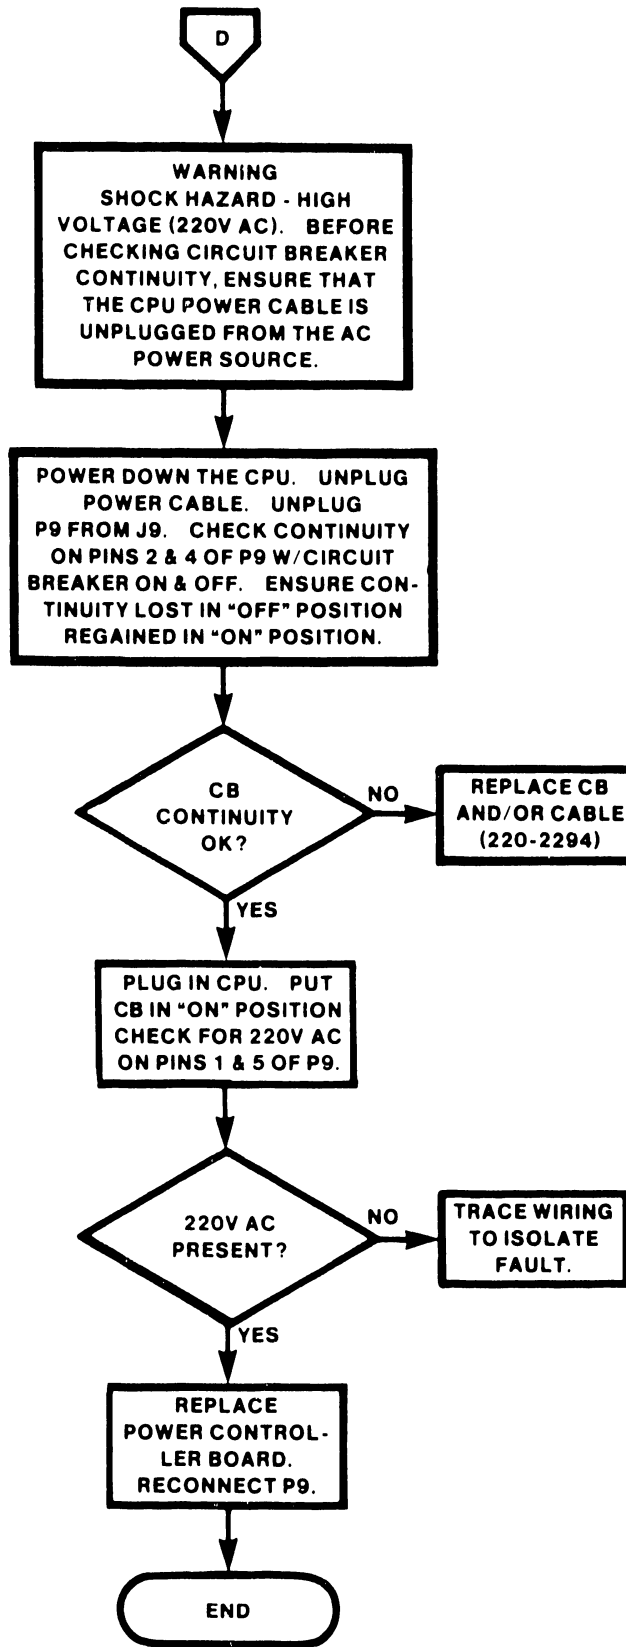 D
WARNING
SHOCK HAZARD - HIGH
VOLTAGE (220V AC). BEFORE
CHECKING CIRCUIT BREAKER
CONTINUITY, ENSURE THAT
THE CPU POWER CABLE IS
UNPLUGGED FROM THE AC
POWER SOURCE.
POWER DOWN THE CPU. UNPLUG
POWER CABLE. UNPLUG
P9 FROM J9. CHECK CONTINUITY
ON PINS 2 & 4 OF P9 W/CIRCUIT
BREAKER ON & OFF. ENSURE CON-
TINUITY LOST IN "OFF" POSITION
REGAINED IN "ON" POSITION.
CB
CONTINUITY
OK?
NO
REPLACE CB
AND/OR CABLE
(220-2294)
YES
PLUG IN CPU. PUT
CB IN "ON" POSITION
CHECK FOR 220V AC
ON PINS 1 & 5 OF P9.
220V AC
PRESENT?
NO
TRACE WIRING
TO ISOLATE
FAULT.
YES
REPLACE
POWER CONTROL-
LER BOARD.
RECONNECT P9.
END